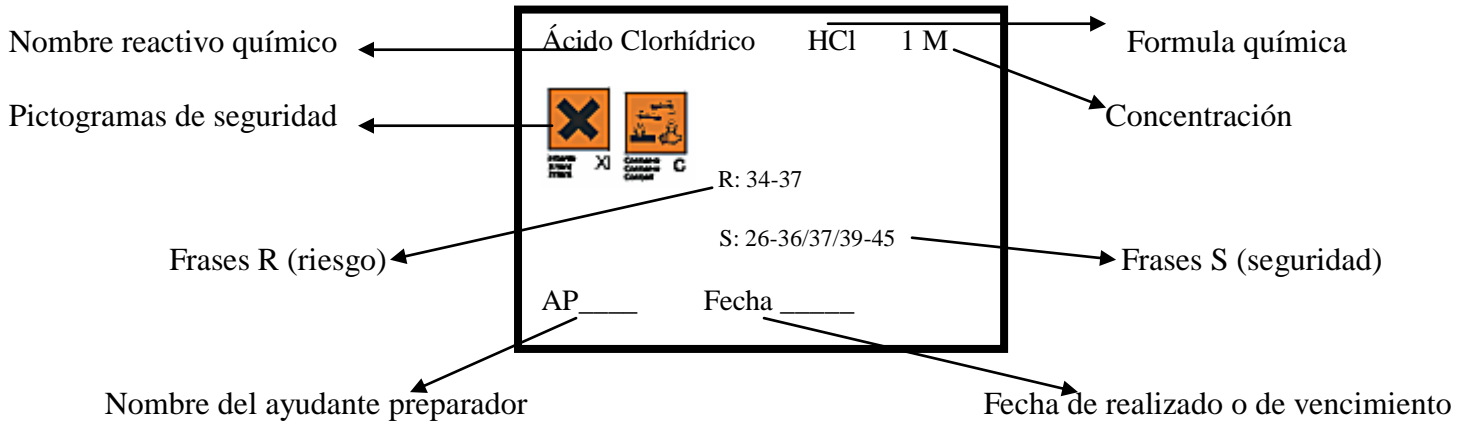 Nombre reactivo químico
Ácido Clorhídrico HCl 1 M
Formula química
Pictogramas de seguridad
Concentración
Xi
C
R: 34-37
S: 26-36/37/39-45
Frases R (riesgo)
Frases S (seguridad)
AP____ Fecha _____
Nombre del ayudante preparador
Fecha de realizado o de vencimiento